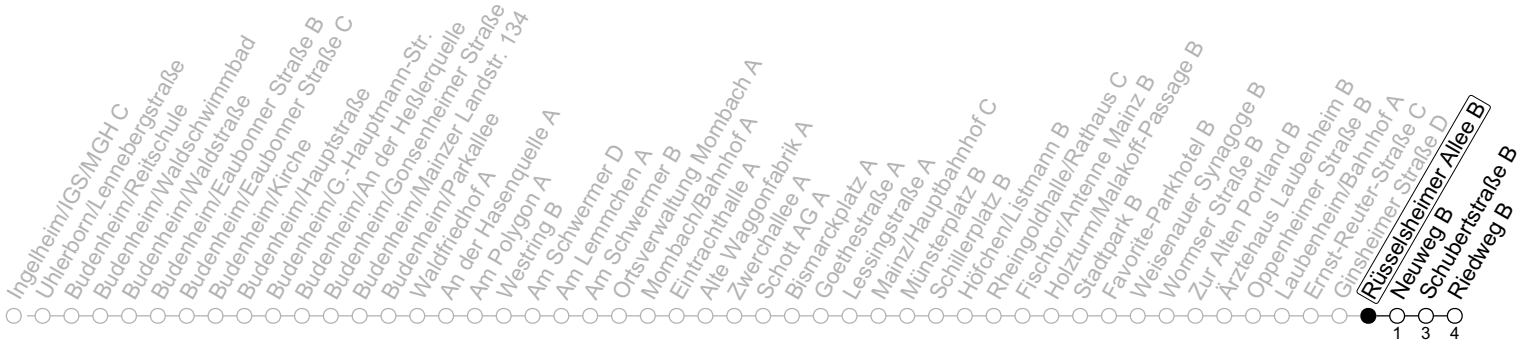 Ingelheim/IGS/MGH C
Uhlerborn/Lennebergstraße
Budenheim/Reitschule
Budenheim/Waldschwimmbad
Budenheim/Waldstraße
Budenheim/Eaubonner Straße B
Budenheim/Eaubonner Straße C
Budenheim/Kirche
Budenheim/Hauptstraße
Budenheim/G.-Hauptmann-Str.
Budenheim/An der Heßlerquelle
Budenheim/Gonsenheimer Straße
Budenheim/Mainzer Landstr. 134
Budenheim/Parkallee
Waldfriedhof A
An der Hasenquelle A
Am Polygon A
Westring B
Am Schwermer D
Am Lemmchen A
Am Schwermer B
Ortsverwaltung Mombach A
Mombach/Bahnhof A
Eintrachthalle A
Alte Waggonfabrik A
Zwerchallee A
Schott AG A
Bismarckplatz A
Goethestraße A
Lessingstraße A
Mainz/Hauptbahnhof C
Münsterplatz B
Schillerplatz B
Höfchen/Listmann B
Rheingoldhalle/Rathaus C
Fischtor/Antenne Mainz B
Holzturm/Malakoff-Passage B
Stadtpark B
Favorite-Parkhotel B
Weisenauer Synagoge B
Wormser Straße B
Zur Alten Portland B
Ärztehaus Laubenheim B
Oppenheimer Straße B
Laubenheim/Bahnhof A
Ernst-Reuter-Straße C
Ginsheimer Straße D
Rüsselsheimer Allee B
Neuweg B
Schubertstraße B
Riedweg B
1 3 4